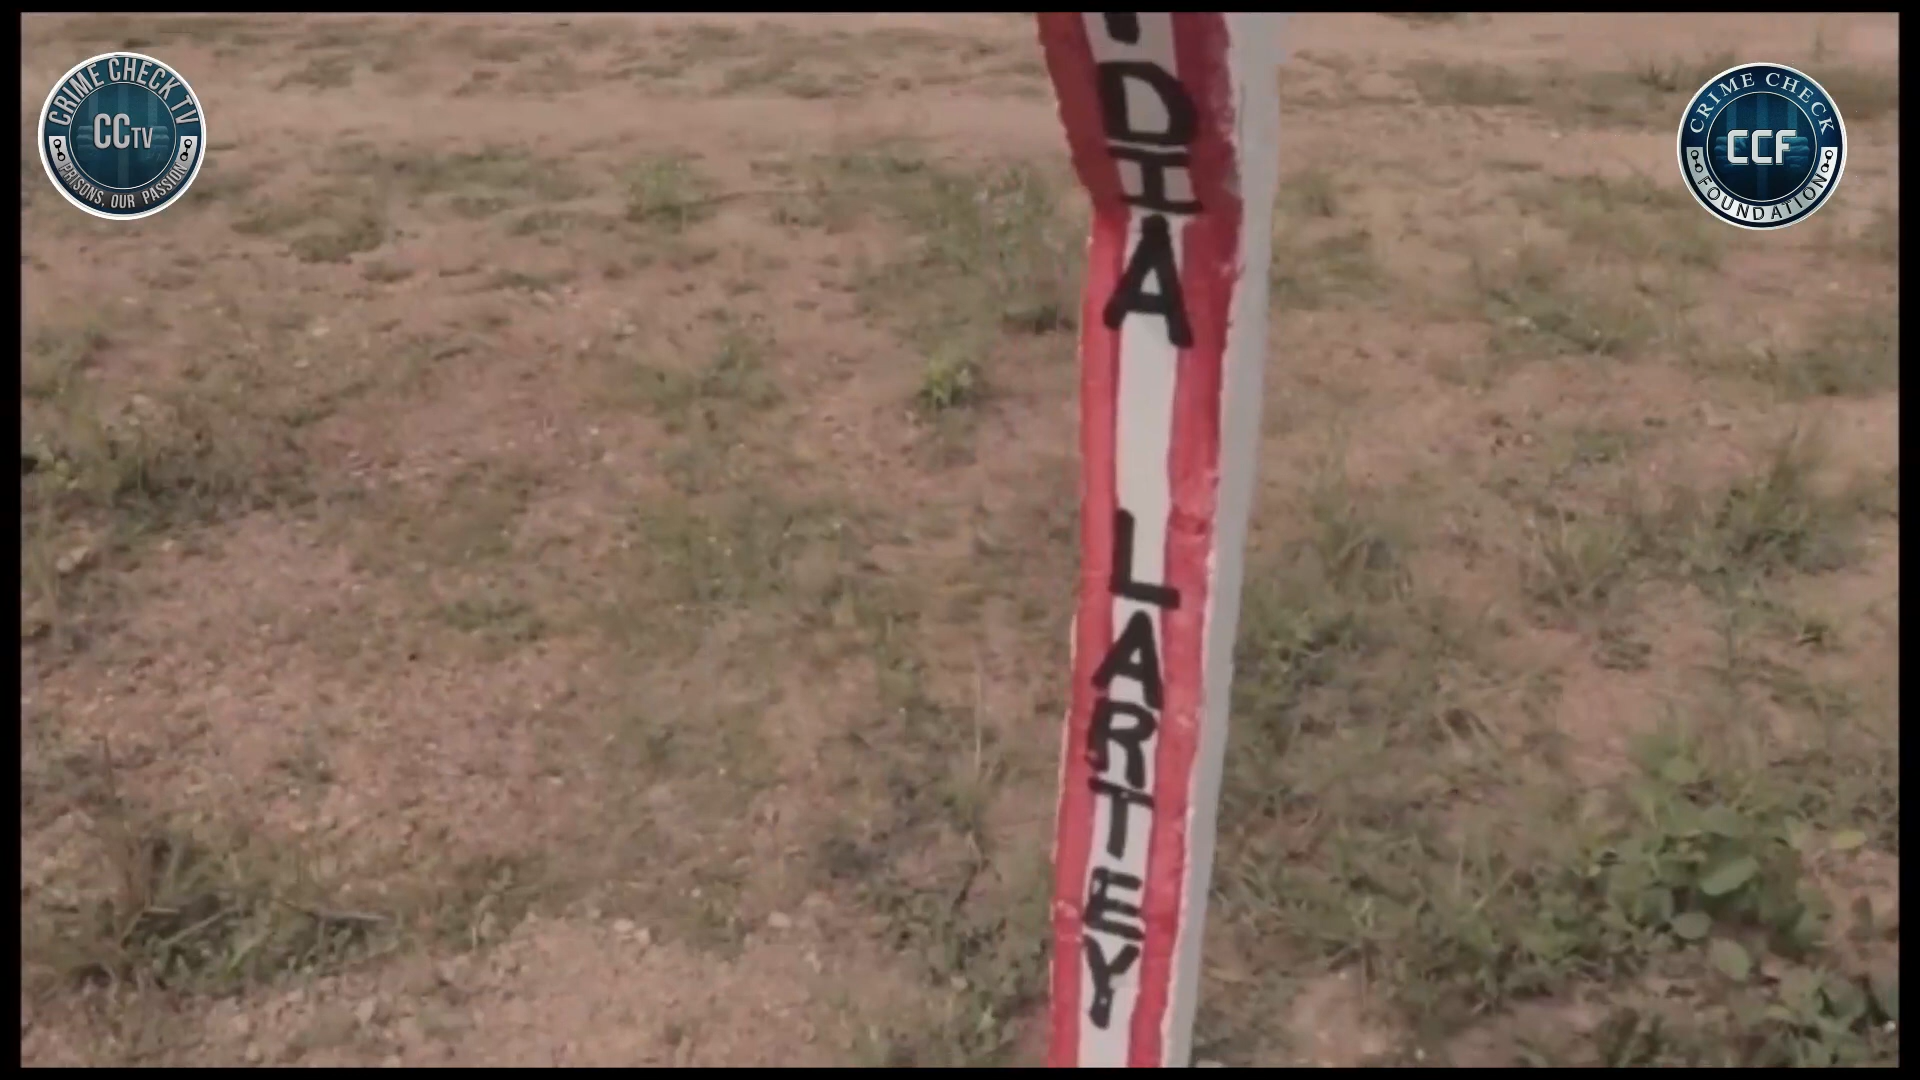 CRIME CHECK TV
CCTV
PRISONS, OUR PASSION
CRIME CHECK
CCF
FOUNDATION
DIA
LARTEY